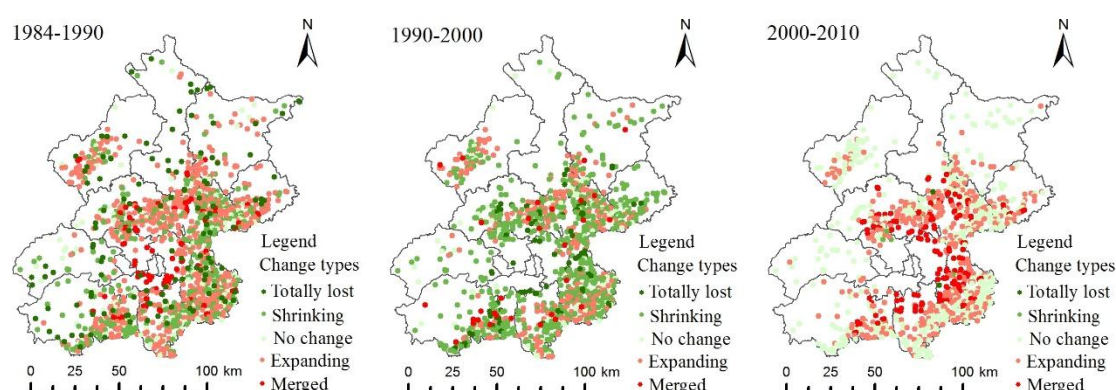 1984-1990
N
Legend
Change types
Totally lost
Shrinking
No change
Expanding
Merged
0 25 50 100 km
1990-2000
N
Legend
Change types
Totally lost
Shrinking
No change
Expanding
Merged
0 25 50 100 km
2000-2010
N
Legend
Change types
Totally lost
Shrinking
No change
Expanding
Merged
0 25 50 100 km